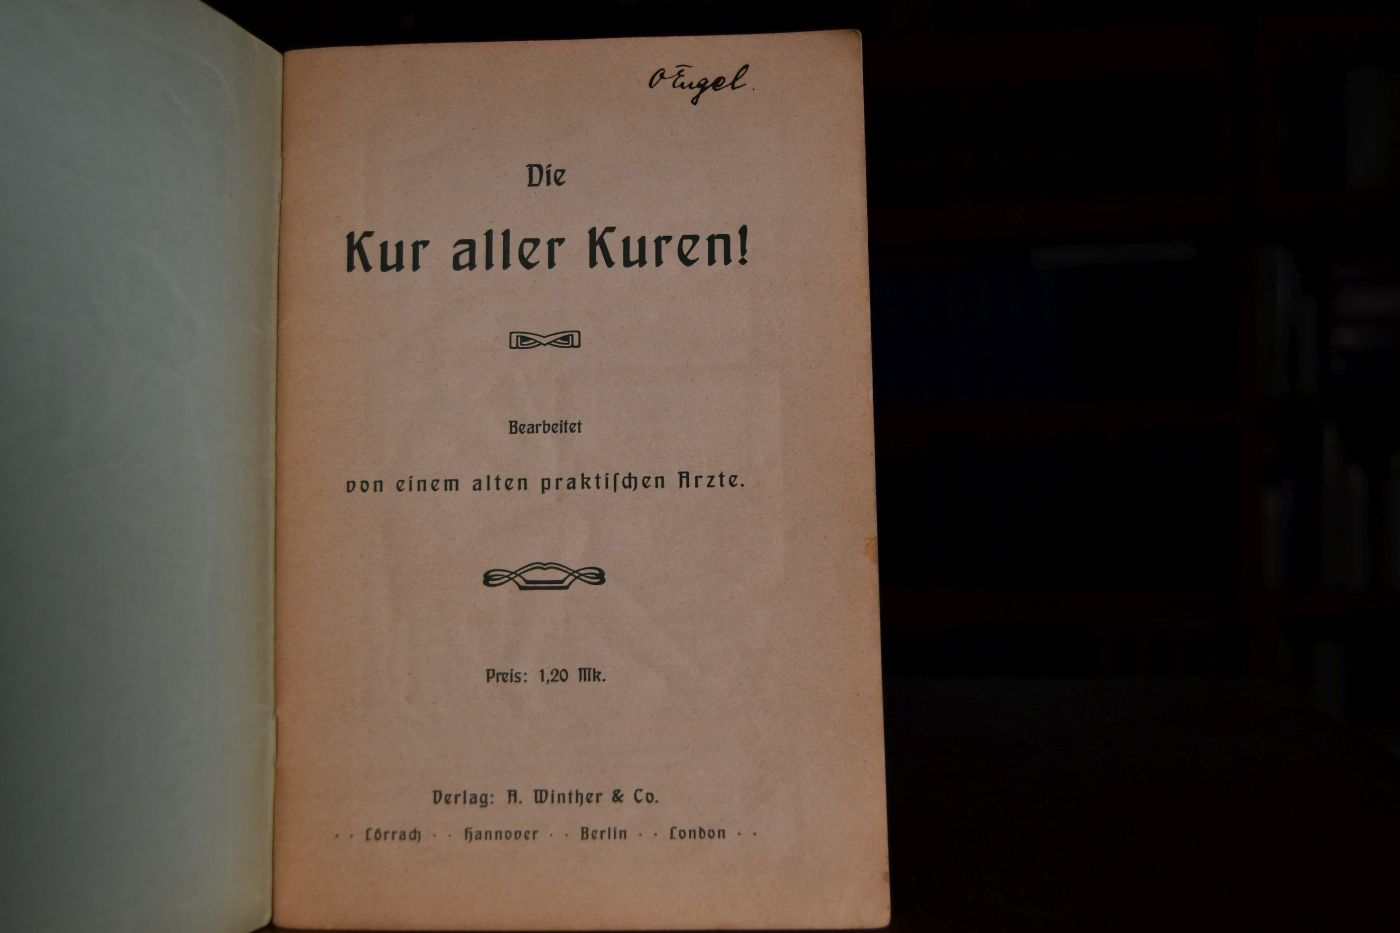 O Engel.
Die
Kur aller Kuren!
Bearbeitet
von einem alten praktiſchen Arzte.
Preis: 1,20 Mk.
Verlag: A. Winther & Co.
· · Lörrach · · Hannover · · Berlin · · London · ·